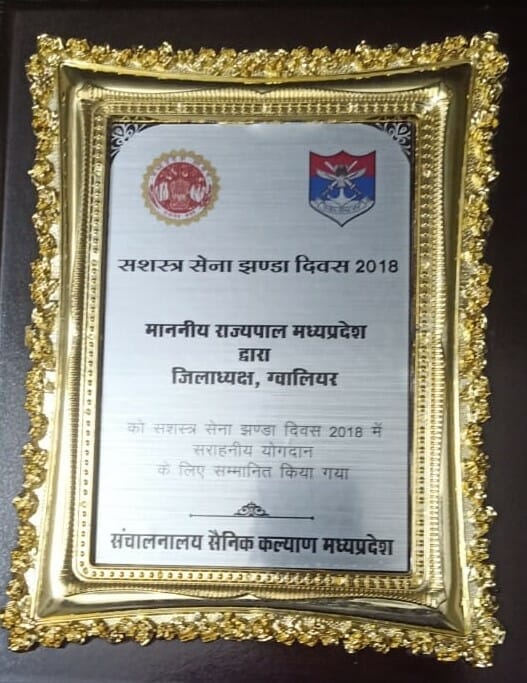 सशस्त्र सेना झण्डा दिवस 2018
माननीय राज्यपाल मध्यप्रदेश
द्वारा
जिलाध्यक्ष, ग्वालियर
को सशस्त्र सेना झण्डा दिवस 2018 में
सराहनीय योगदान
के लिए सम्मानित किया गया
संचालनालय सैनिक कल्याण मध्यप्रदेश